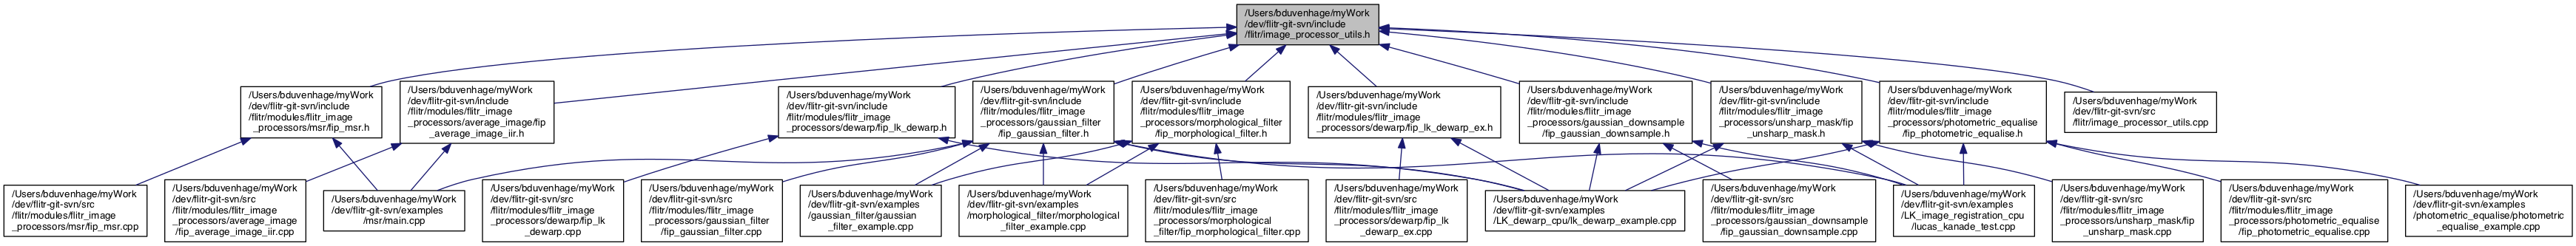 /Users/bduvenhage/myWork
/dev/flitr-git-svn/include
/flitr/image_processor_utils.h
/Users/bduvenhage/myWork
/dev/flitr-git-svn/include
/flitr/modules/flitr_image
_processors/msr/fip_msr.h
/Users/bduvenhage/myWork
/dev/flitr-git-svn/include
/flitr/modules/flitr_image
_processors/average_image/fip
_average_image_iir.h
/Users/bduvenhage/myWork
/dev/flitr-git-svn/include
/flitr/modules/flitr_image
_processors/dewarp/fip_lk_dewarp.h
/Users/bduvenhage/myWork
/dev/flitr-git-svn/include
/flitr/modules/flitr_image
_processors/gaussian_filter
/fip_gaussian_filter.h
/Users/bduvenhage/myWork
/dev/flitr-git-svn/include
/flitr/modules/flitr_image
_processors/morphological_filter
/fip_morphological_filter.h
/Users/bduvenhage/myWork
/dev/flitr-git-svn/include
/flitr/modules/flitr_image
_processors/dewarp/fip_lk_dewarp_ex.h
/Users/bduvenhage/myWork
/dev/flitr-git-svn/include
/flitr/modules/flitr_image
_processors/gaussian_downsample
/fip_gaussian_downsample.h
/Users/bduvenhage/myWork
/dev/flitr-git-svn/include
/flitr/modules/flitr_image
_processors/unsharp_mask/fip
_unsharp_mask.h
/Users/bduvenhage/myWork
/dev/flitr-git-svn/include
/flitr/modules/flitr_image
_processors/photometric_equalise
/fip_photometric_equalise.h
/Users/bduvenhage/myWork
/dev/flitr-git-svn/src
/flitr/image_processor_utils.cpp
/Users/bduvenhage/myWork
/dev/flitr-git-svn/src
/flitr/modules/flitr_image
_processors/msr/fip_msr.cpp
/Users/bduvenhage/myWork
/dev/flitr-git-svn/src
/flitr/modules/flitr_image
_processors/average_image
/fip_average_image_iir.cpp
/Users/bduvenhage/myWork
/dev/flitr-git-svn/examples
/msr/main.cpp
/Users/bduvenhage/myWork
/dev/flitr-git-svn/src
/flitr/modules/flitr_image
_processors/dewarp/fip_lk
_dewarp.cpp
/Users/bduvenhage/myWork
/dev/flitr-git-svn/src
/flitr/modules/flitr_image
_processors/gaussian_filter
/fip_gaussian_filter.cpp
/Users/bduvenhage/myWork
/dev/flitr-git-svn/examples
/gaussian_filter/gaussian
_filter_example.cpp
/Users/bduvenhage/myWork
/dev/flitr-git-svn/examples
/morphological_filter/morphological
_filter_example.cpp
/Users/bduvenhage/myWork
/dev/flitr-git-svn/src
/flitr/modules/flitr_image
_processors/morphological
_filter/fip_morphological_filter.cpp
/Users/bduvenhage/myWork
/dev/flitr-git-svn/src
/flitr/modules/flitr_image
_processors/dewarp/fip_lk
_dewarp_ex.cpp
/Users/bduvenhage/myWork
/dev/flitr-git-svn/examples
/LK_dewarp_cpu/lk_dewarp_example.cpp
/Users/bduvenhage/myWork
/dev/flitr-git-svn/src
/flitr/modules/flitr_image
_processors/gaussian_downsample
/fip_gaussian_downsample.cpp
/Users/bduvenhage/myWork
/dev/flitr-git-svn/examples
/LK_image_registration_cpu
/lucas_kanade_test.cpp
/Users/bduvenhage/myWork
/dev/flitr-git-svn/src
/flitr/modules/flitr_image
_processors/unsharp_mask/fip
_unsharp_mask.cpp
/Users/bduvenhage/myWork
/dev/flitr-git-svn/src
/flitr/modules/flitr_image
_processors/photometric_equalise
/fip_photometric_equalise.cpp
/Users/bduvenhage/myWork
/dev/flitr-git-svn/examples
/photometric_equalise/photometric
_equalise_example.cpp